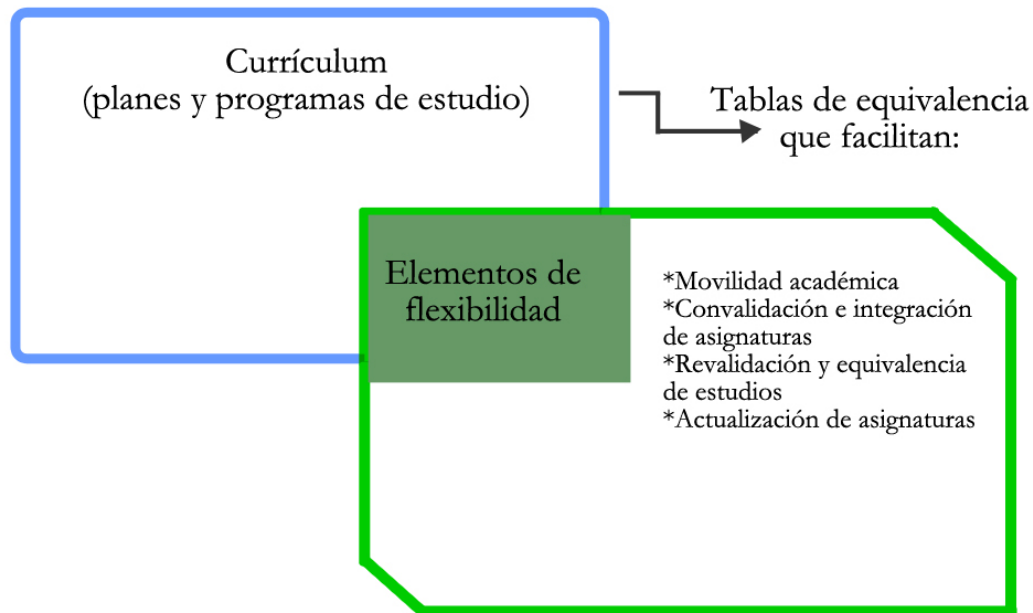 Currículum
(planes y programas de estudio)
Tablas de equivalencia
que facilitan:
Elementos de
flexibilidad
*Movilidad académica
*Convalidación e integración
de asignaturas
*Revalidación y equivalencia
de estudios
*Actualización de asignaturas